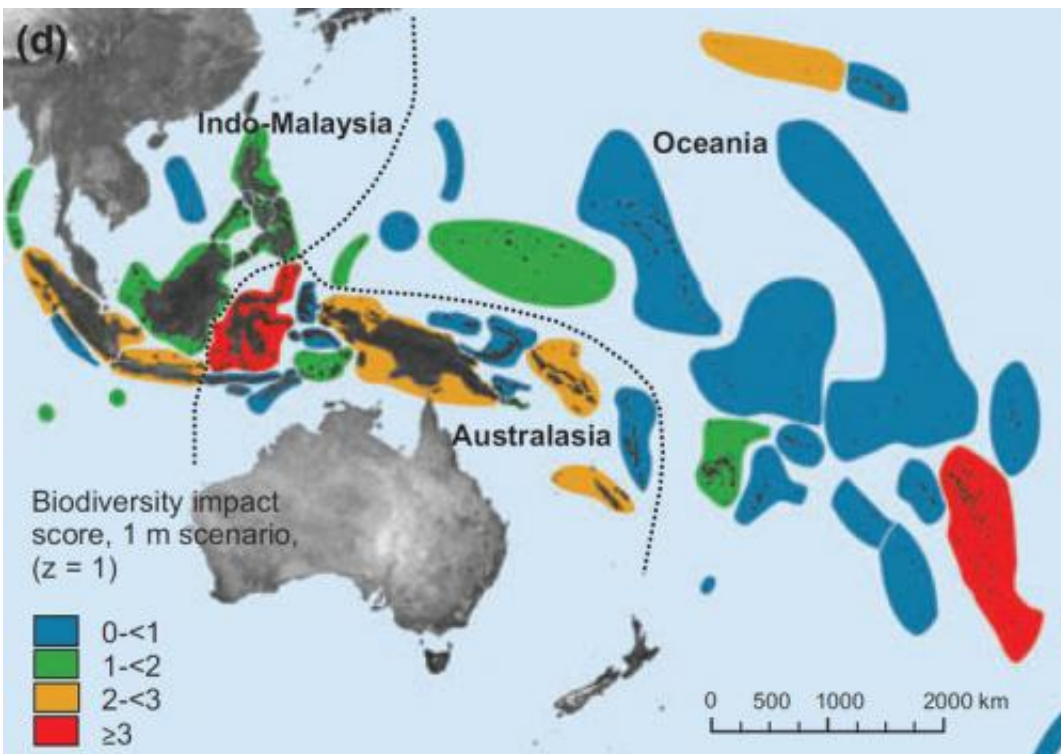 (d)
Indo-Malaysia
Oceania
Australasia
Biodiversity impact
score, 1 m scenario,
(z = 1)
0-<1
1-<2
2-<3
≥3
0 500 1000 2000 km